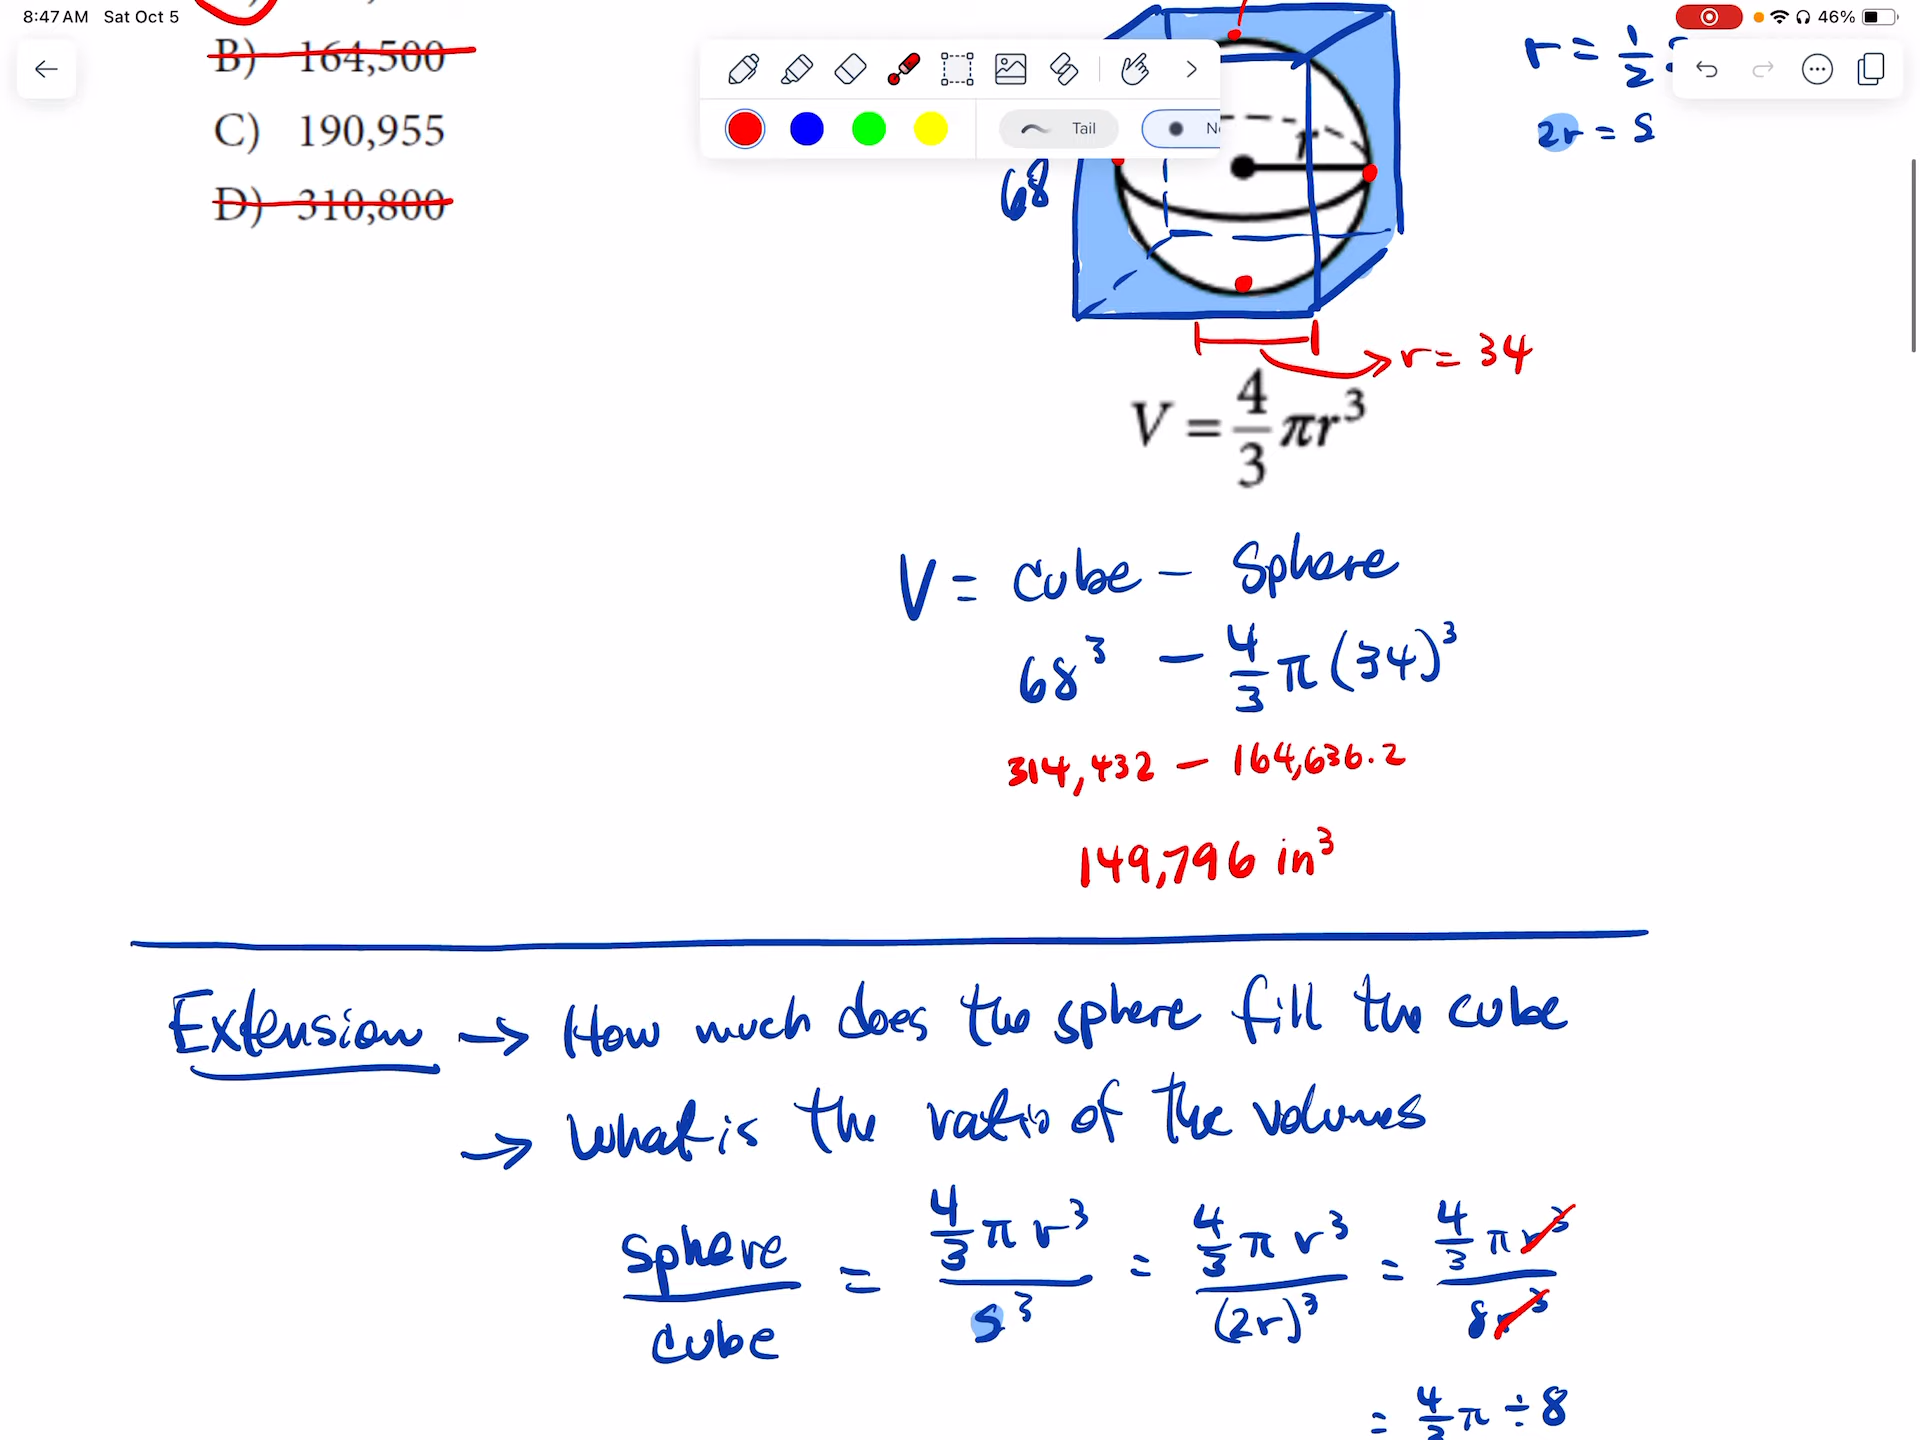 8:47 AM Sat Oct 5
46%
B) 164,500
C) 190,955
D) 310,800
Tail
r = 1/2
2r = s
68
r
r = 34
V = 4/3 πr³
V = Cube - Sphere
68³ - 4/3 π (34)³
314,432 - 164,636.2
149,796 in³
Extension → How much does the sphere fill the cube
→ What is the ratio of the volumes
sphere/cube = 4/3 π r³ / s³ = 4/3 π r³ / (2r)³ = 4/3 π r³ / 8r³
= 4/3 π ÷ 8